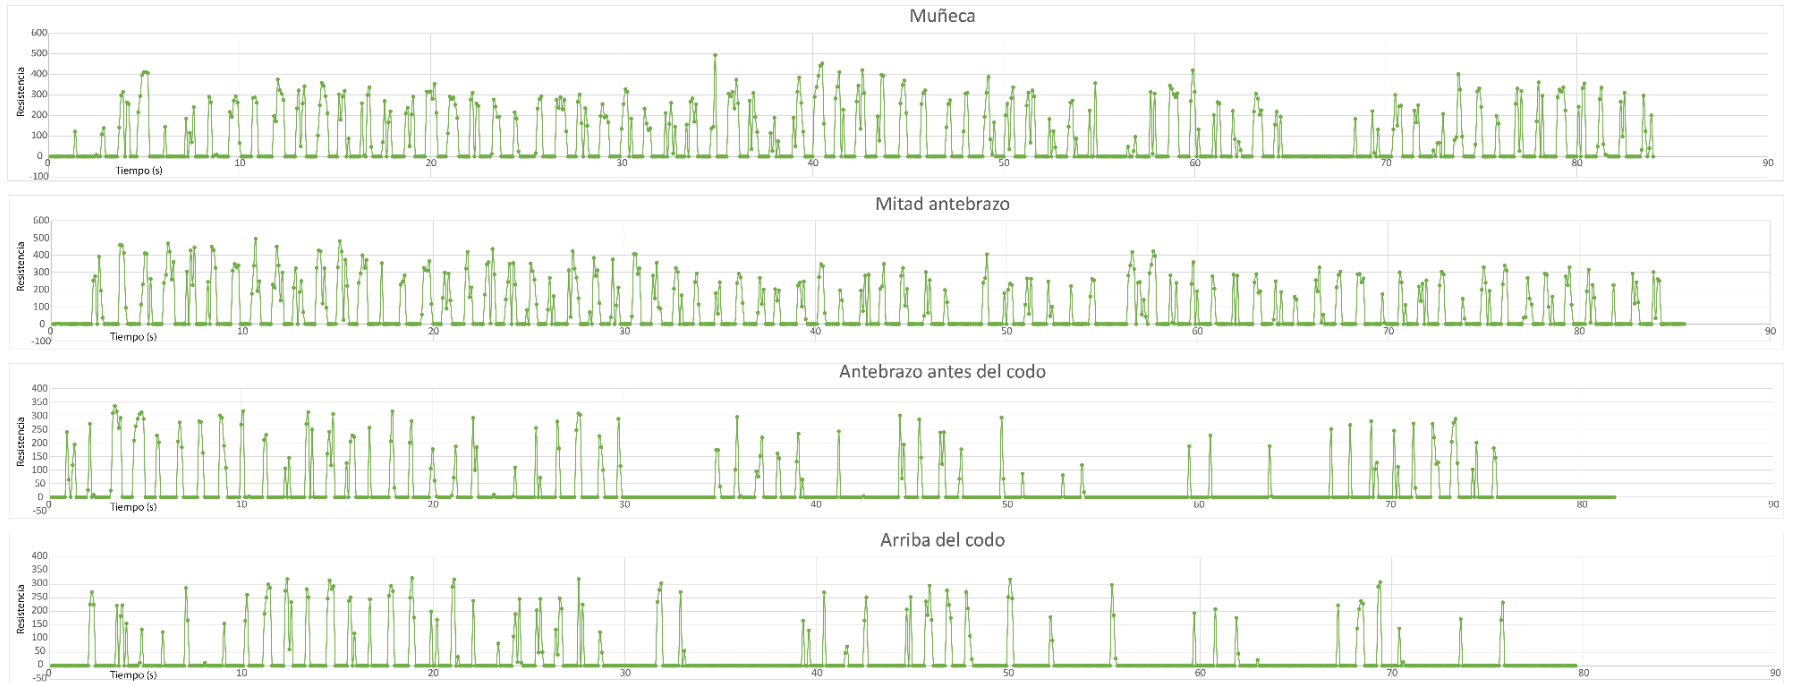 Muñeca
600
500
400
300
200
100
0
-100
Resistencia
0 10 20 30 40 50 60 70 80 90
Tiempo (s)
Mitad antebrazo
600
500
400
300
200
100
0
-100
Resistencia
0 10 20 30 40 50 60 70 80 90
Tiempo (s)
Antebrazo antes del codo
400
350
300
250
200
150
100
50
0
-50
Resistencia
0 10 20 30 40 50 60 70 80 90
Tiempo (s)
Arriba del codo
400
350
300
250
200
150
100
50
0
-50
Resistencia
0 10 20 30 40 50 60 70 80 90
Tiempo (s)